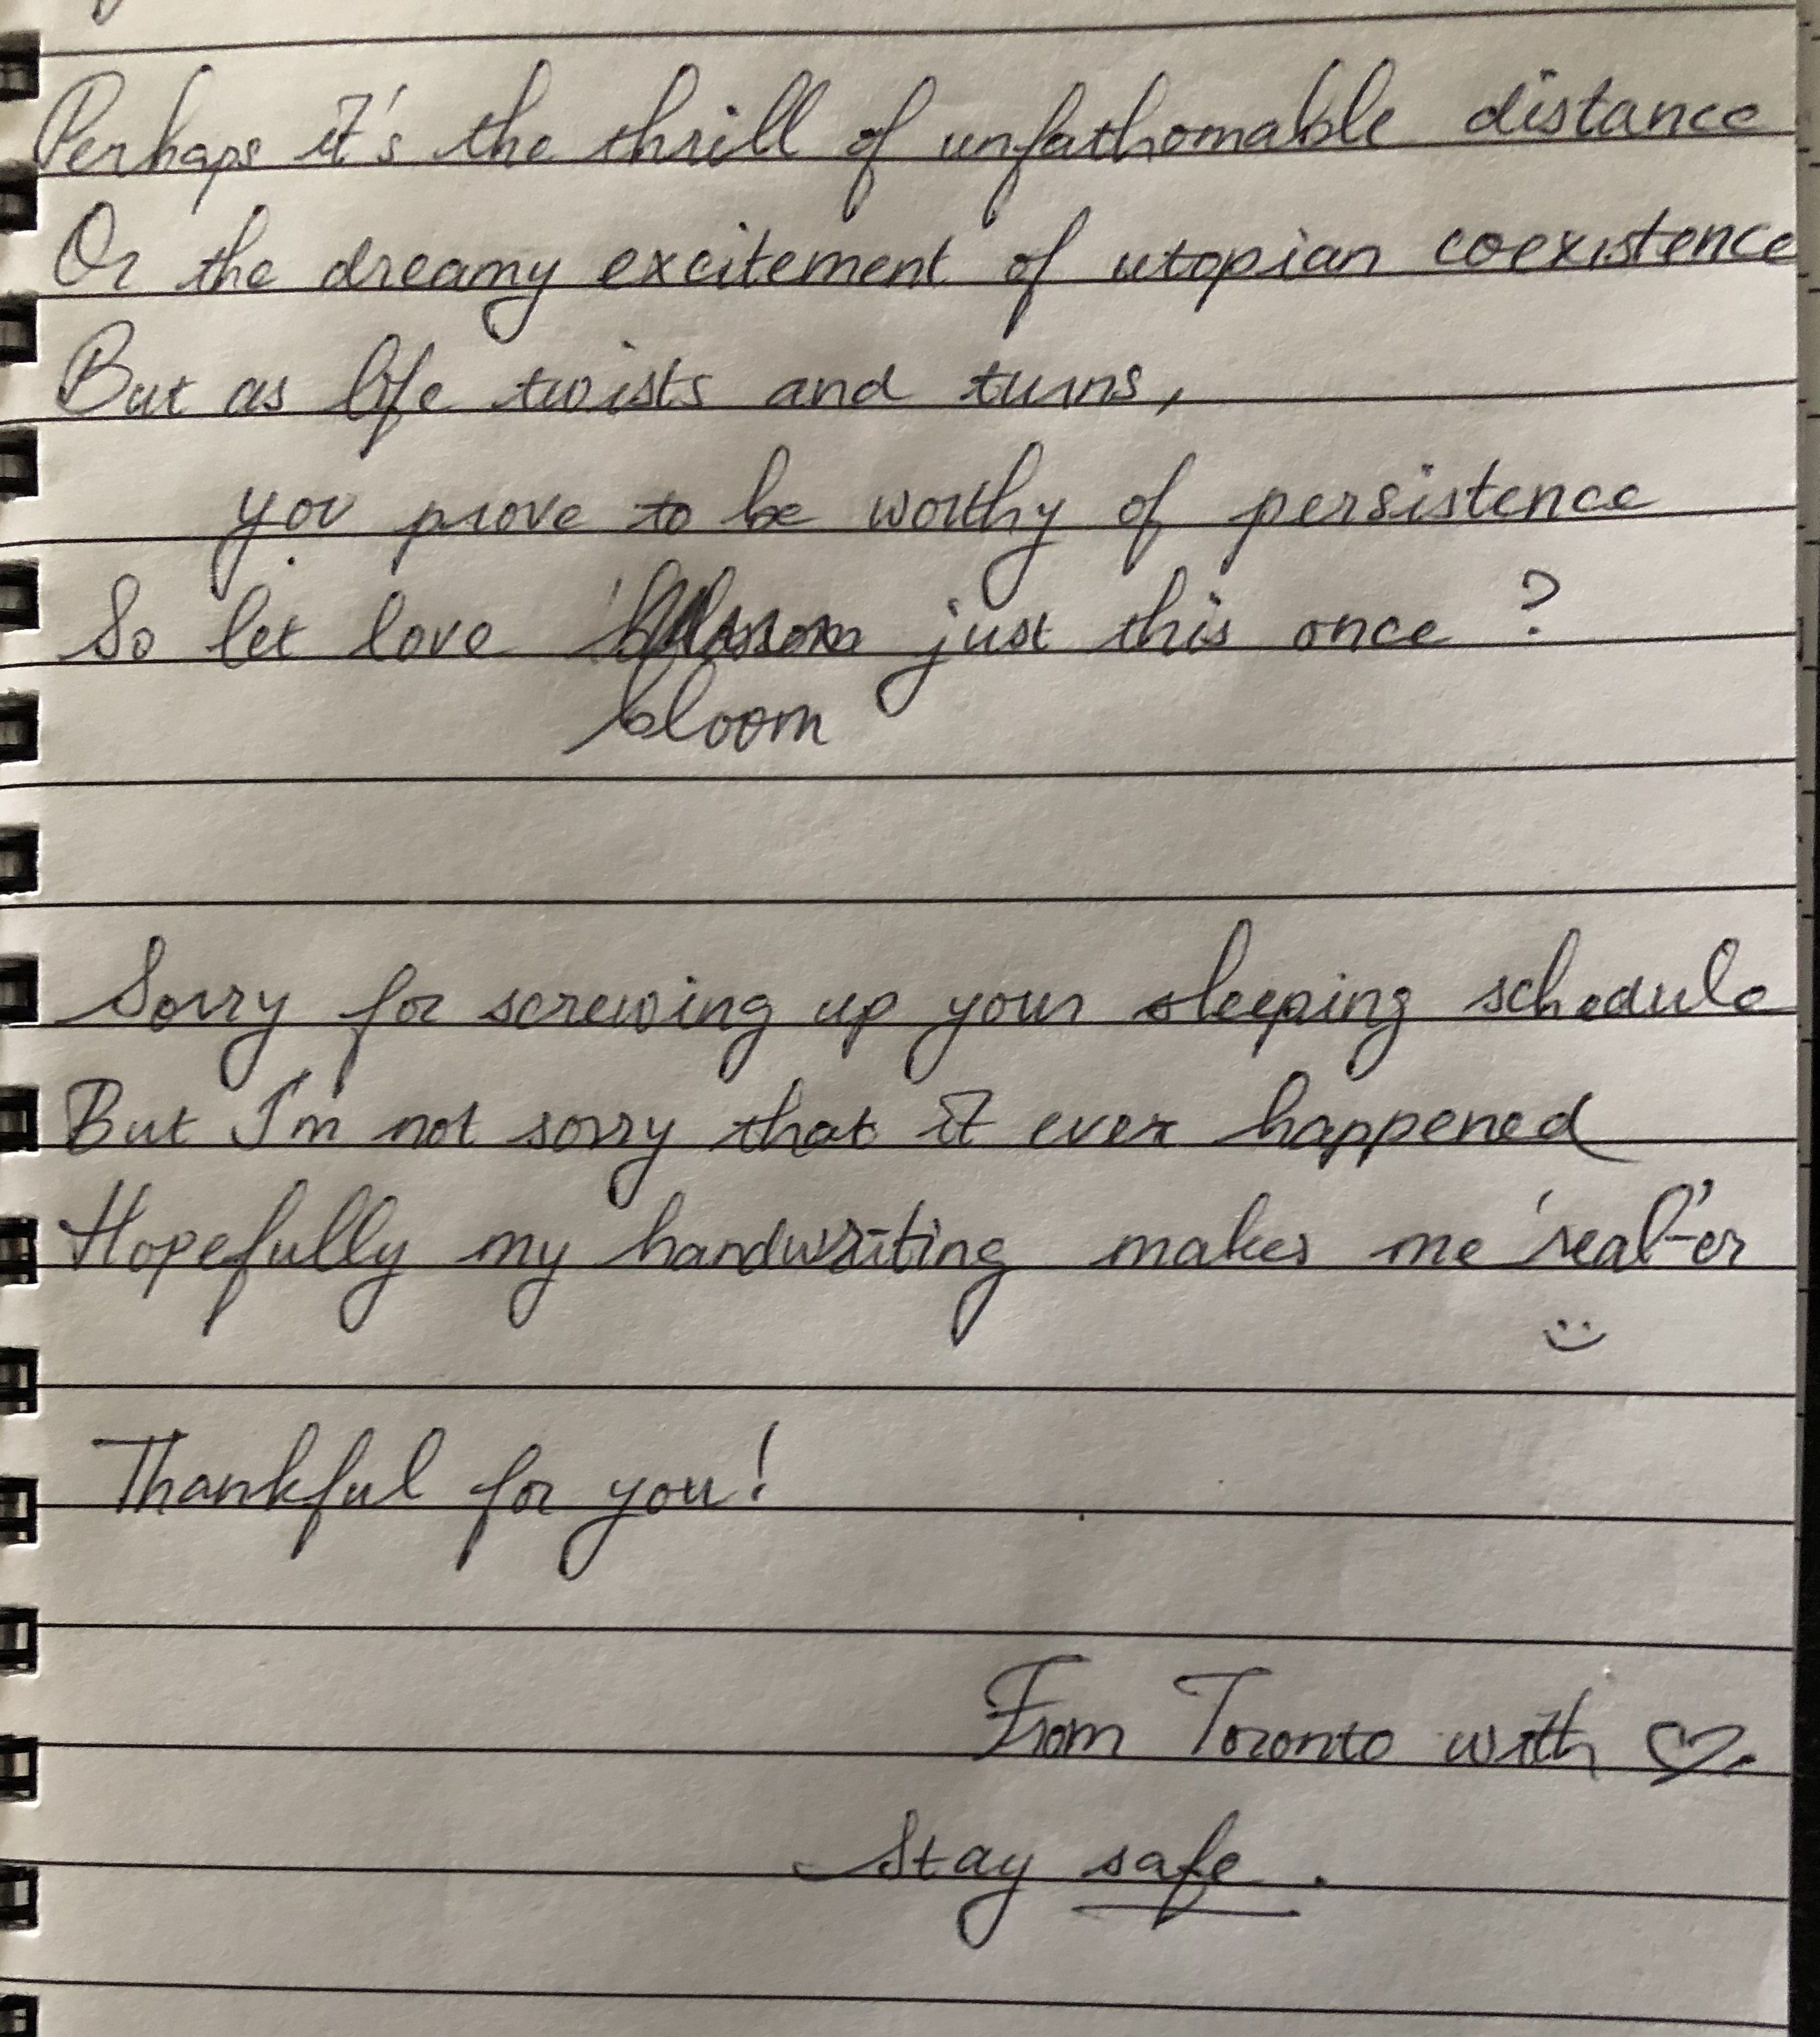 Perhaps it's the thrill of unfathomable distance
Or the dreamy excitement of utopian coexistence
But as life twists and turns,
you prove to be worthy of persistence
So let love just this once ?
bloom
Sorry for screwing up your sleeping schedule
But I'm not sorry that it ever happened
Hopefully my handwriting makes me 'real'-er
:)
Thankful for you!
From Toronto with ♡.
Stay safe.